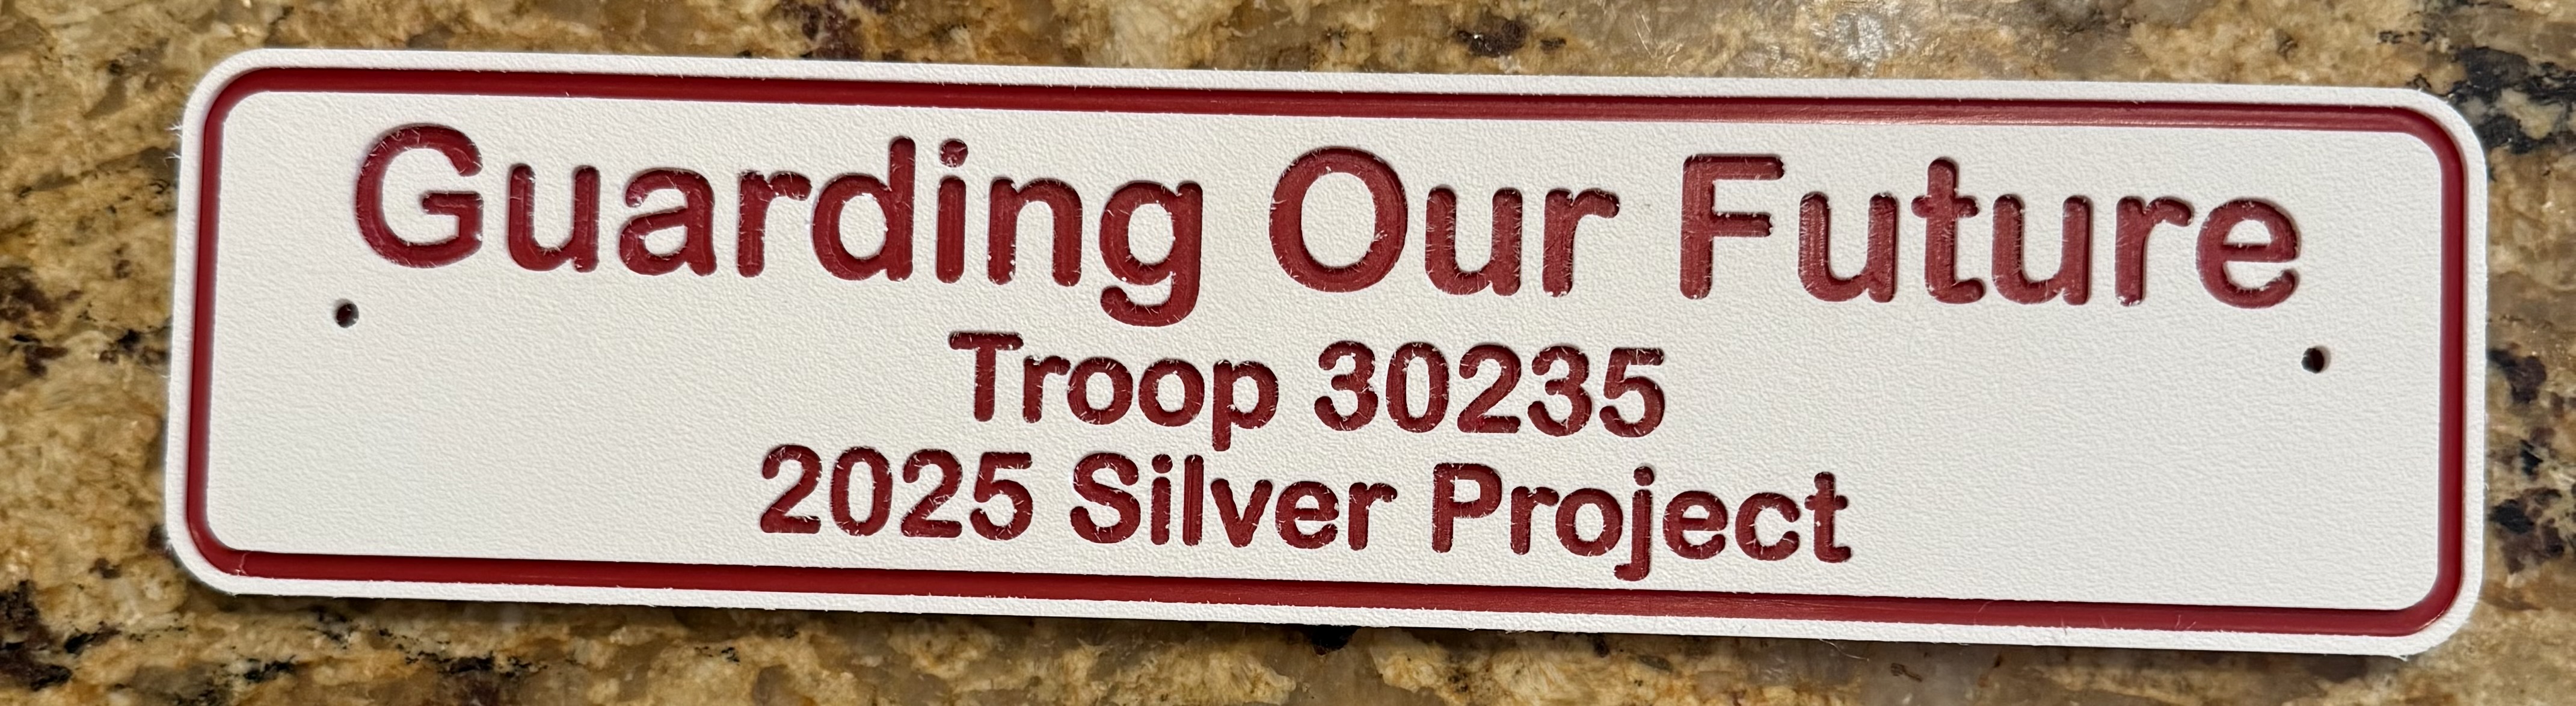 Guarding Our Future
Troop 30235
2025 Silver Project